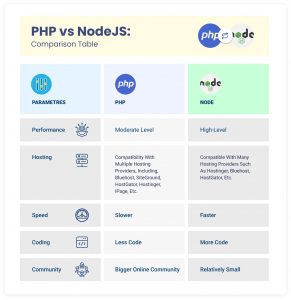 PHP vs NodeJS:
Comparison Table
php
node
php
node
PARAMETRES
PHP
NODE
Performance
Moderate Level
High-Level
Hosting
Compatibility With
Multiple Hosting
Providers, Including,
Bluehost, SiteGround,
HostGator, Hostinger,
IPage, Etc.
Compatible With Many
Hosting Providers Such
As Hostinger, Bluehost,
HostGator, Etc.
Speed
Slower
Faster
Coding
Less Code
More Code
Community
Bigger Online Community
Relatively Small